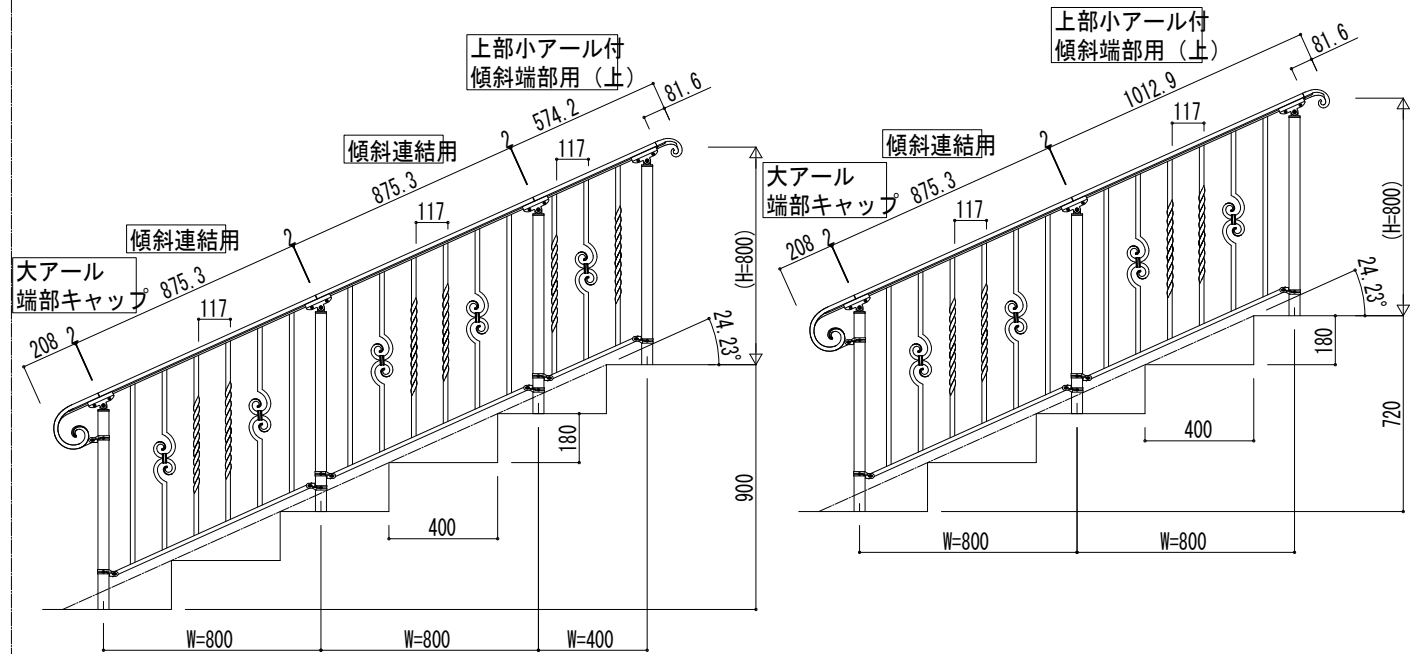 上部小アール付
傾斜端部用（上）
574.2
81.6
傾斜連結用
2
875.3
117
傾斜連結用
2
875.3
117
大アール
端部キャップ
208
2
117
(H=800)
24.23°
180
400
900
W=800
W=800
W=400
上部小アール付
傾斜端部用（上）
1012.9
81.6
傾斜連結用
2
875.3
117
大アール
端部キャップ
208
2
117
(H=800)
24.23°
180
400
720
W=800
W=800